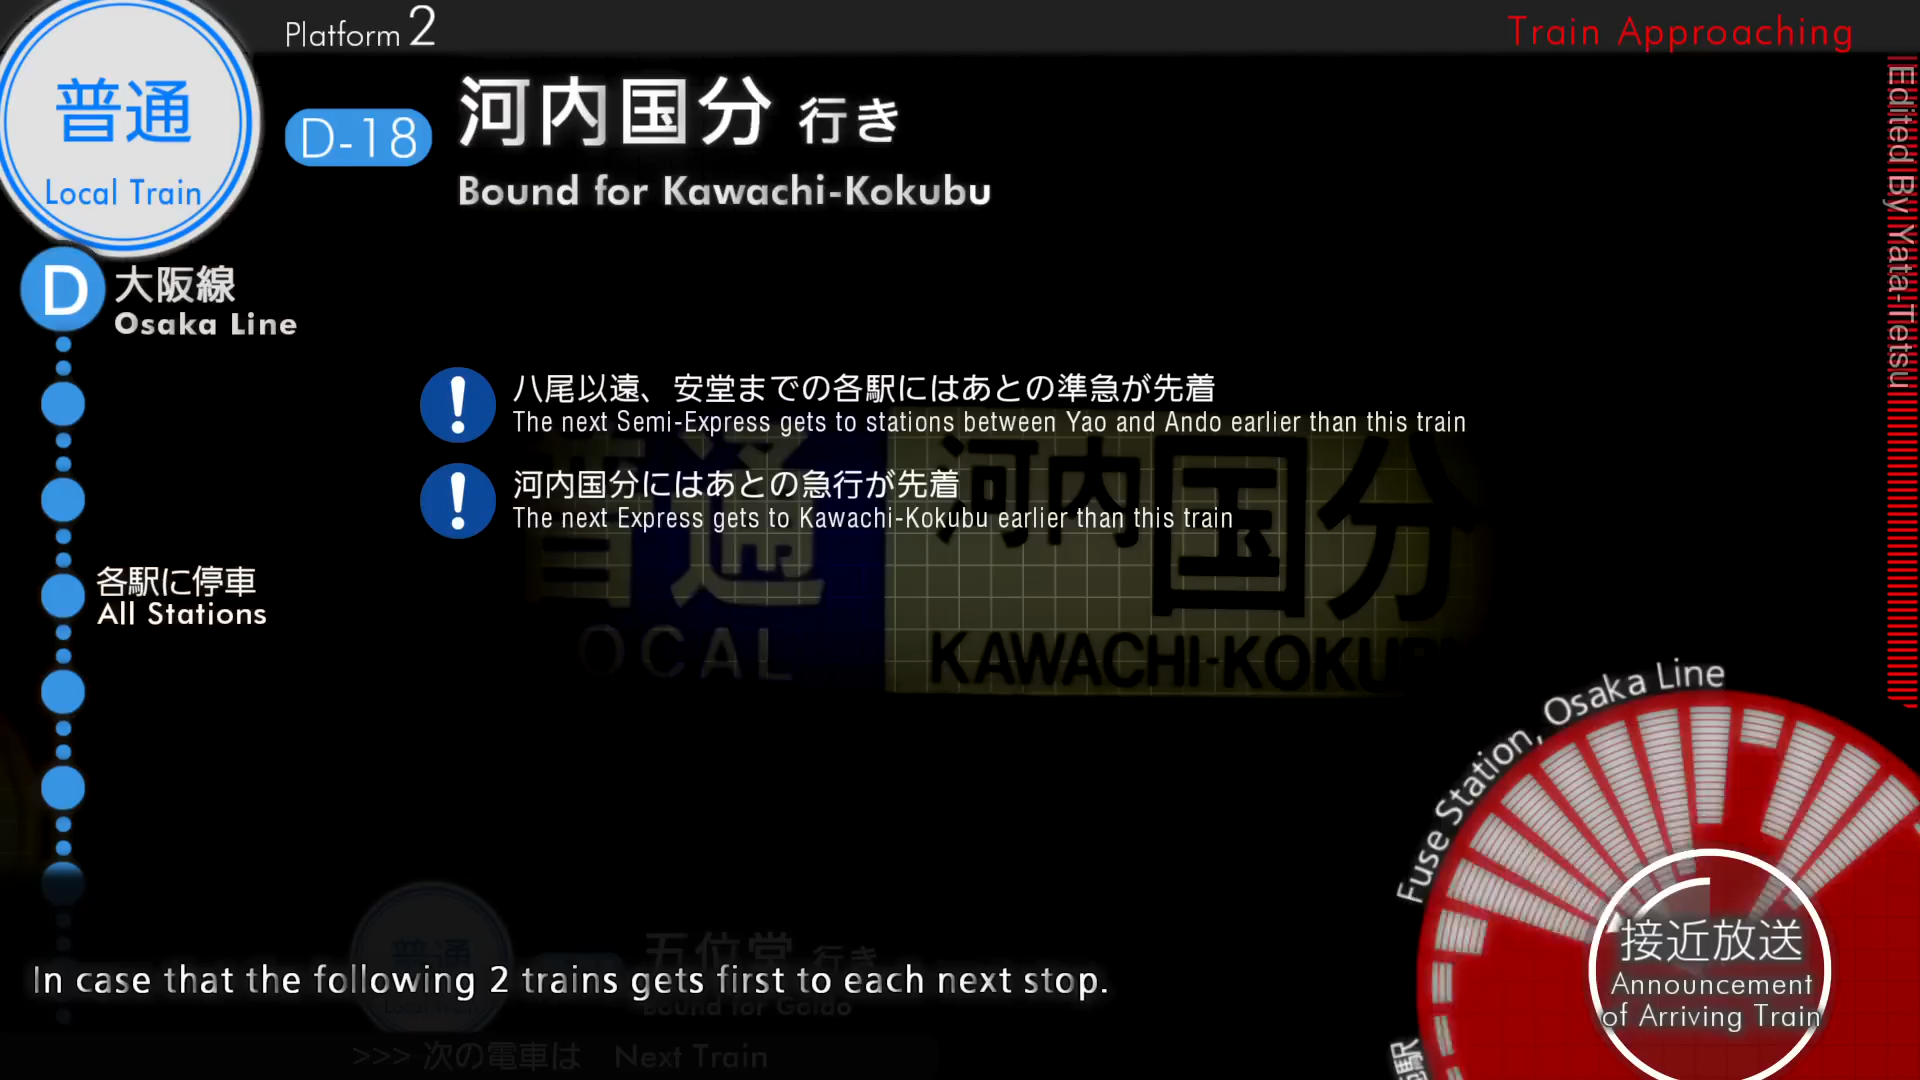 普通
Local Train
Platform 2
Train Approaching
D-18
河内国分 行き
Bound for Kawachi-Kokubu
D
大阪線
Osaka Line
Edited By Yata-Tetsu
八尾以遠、安堂までの各駅にはあとの準急が先着
The next Semi-Express gets to stations between Yao and Ando earlier than this train
河内国分にはあとの急行が先着
The next Express gets to Kawachi-Kokubu earlier than this train
普通
OCAL
河内国分
KAWACHI-KOKUBU
各駅に停車
All Stations
Fuse Station, Osaka Line
接近放送
Announcement
of Arriving Train
普通
Local Train
五位堂 行き
Bound for Goido
In case that the following 2 trains gets first to each next stop.
>>> 次の電車は Next Train